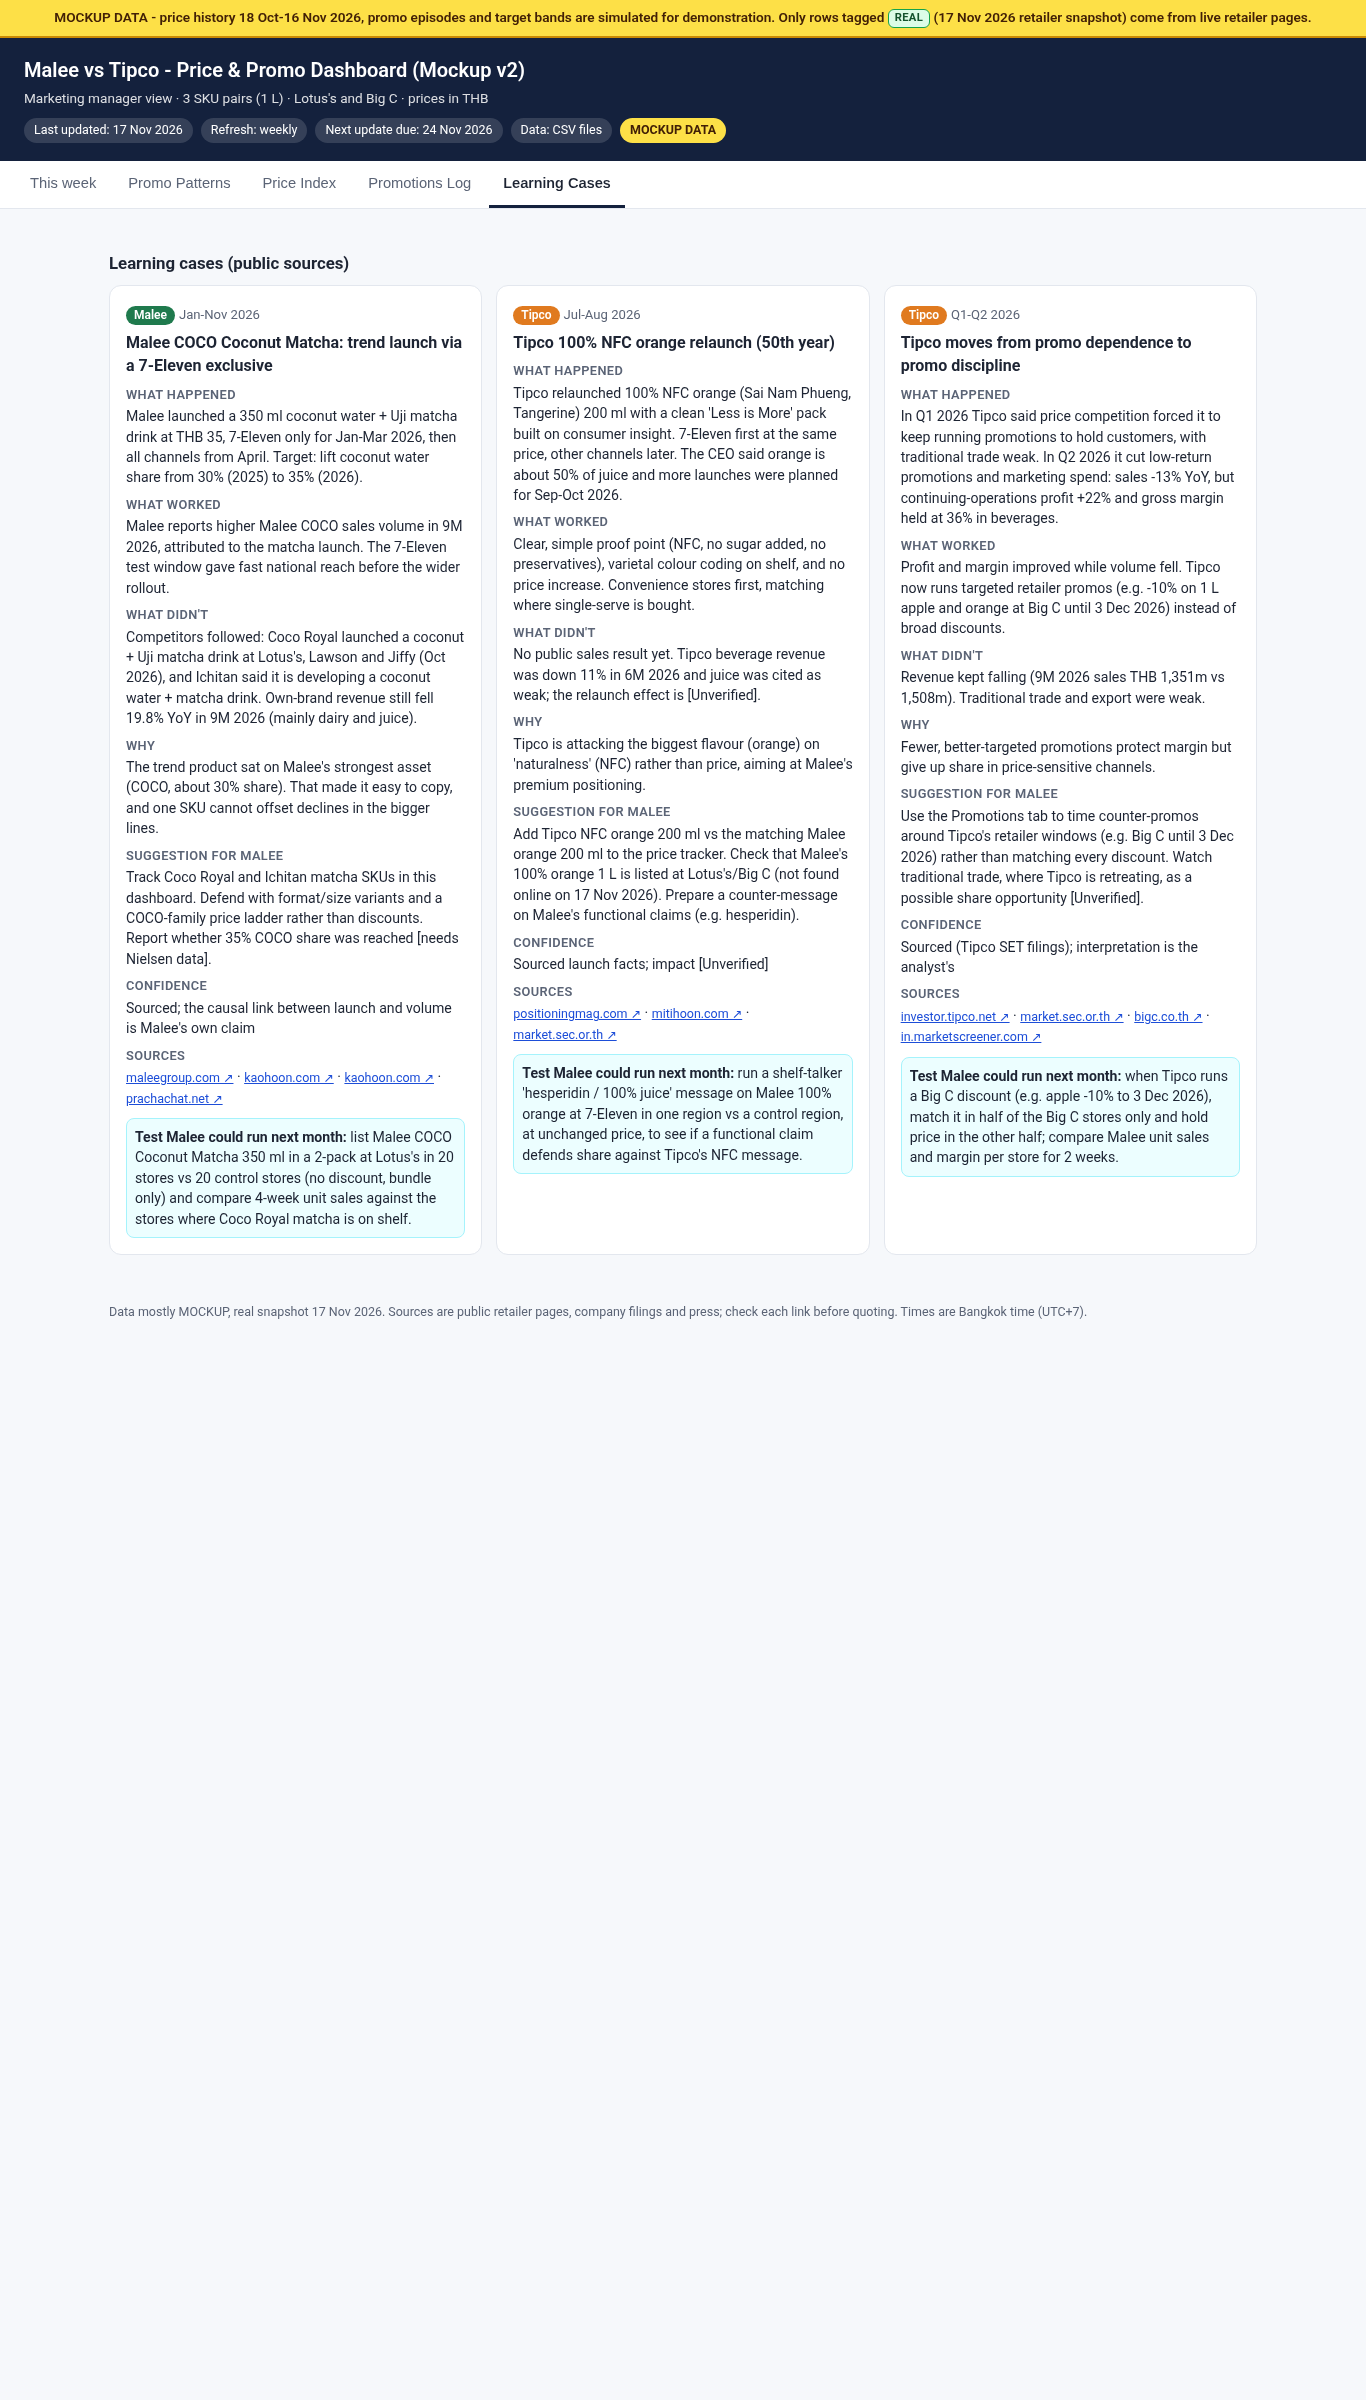 MOCKUP DATA - price history 18 Oct-16 Nov 2026, promo episodes and target bands are simulated for demonstration. Only rows tagged REAL (17 Nov 2026 retailer snapshot) come from live retailer pages.
Malee vs Tipco - Price & Promo Dashboard (Mockup v2)
Marketing manager view · 3 SKU pairs (1 L) · Lotus's and Big C · prices in THB
Last updated: 17 Nov 2026 Refresh: weekly Next update due: 24 Nov 2026 Data: CSV files MOCKUP DATA
This week Promo Patterns Price Index Promotions Log Learning Cases
Learning cases (public sources)
Malee Jan-Nov 2026
Malee COCO Coconut Matcha: trend launch via
a 7-Eleven exclusive
WHAT HAPPENED
Malee launched a 350 ml coconut water + Uji matcha
drink at THB 35, 7-Eleven only for Jan-Mar 2026, then
all channels from April. Target: lift coconut water
share from 30% (2025) to 35% (2026).
WHAT WORKED
Malee reports higher Malee COCO sales volume in 9M
2026, attributed to the matcha launch. The 7-Eleven
test window gave fast national reach before the wider
rollout.
WHAT DIDN'T
Competitors followed: Coco Royal launched a coconut
+ Uji matcha drink at Lotus's, Lawson and Jiffy (Oct
2026), and Ichitan said it is developing a coconut
water + matcha drink. Own-brand revenue still fell
19.8% YoY in 9M 2026 (mainly dairy and juice).
WHY
The trend product sat on Malee's strongest asset
(COCO, about 30% share). That made it easy to copy,
and one SKU cannot offset declines in the bigger
lines.
SUGGESTION FOR MALEE
Track Coco Royal and Ichitan matcha SKUs in this
dashboard. Defend with format/size variants and a
COCO-family price ladder rather than discounts.
Report whether 35% COCO share was reached [needs
Nielsen data].
CONFIDENCE
Sourced; the causal link between launch and volume
is Malee's own claim
SOURCES
maleegroup.com ↗ · kaohoon.com ↗ · kaohoon.com ↗ ·
prachachat.net ↗
Test Malee could run next month: list Malee COCO
Coconut Matcha 350 ml in a 2-pack at Lotus's in 20
stores vs 20 control stores (no discount, bundle
only) and compare 4-week unit sales against the
stores where Coco Royal matcha is on shelf.
Tipco Jul-Aug 2026
Tipco 100% NFC orange relaunch (50th year)
WHAT HAPPENED
Tipco relaunched 100% NFC orange (Sai Nam Phueng,
Tangerine) 200 ml with a clean 'Less is More' pack
built on consumer insight. 7-Eleven first at the same
price, other channels later. The CEO said orange is
about 50% of juice and more launches were planned
for Sep-Oct 2026.
WHAT WORKED
Clear, simple proof point (NFC, no sugar added, no
preservatives), varietal colour coding on shelf, and no
price increase. Convenience stores first, matching
where single-serve is bought.
WHAT DIDN'T
No public sales result yet. Tipco beverage revenue
was down 11% in 6M 2026 and juice was cited as
weak; the relaunch effect is [Unverified].
WHY
Tipco is attacking the biggest flavour (orange) on
'naturalness' (NFC) rather than price, aiming at Malee's
premium positioning.
SUGGESTION FOR MALEE
Add Tipco NFC orange 200 ml vs the matching Malee
orange 200 ml to the price tracker. Check that Malee's
100% orange 1 L is listed at Lotus's/Big C (not found
online on 17 Nov 2026). Prepare a counter-message
on Malee's functional claims (e.g. hesperidin).
CONFIDENCE
Sourced launch facts; impact [Unverified]
SOURCES
positioningmag.com ↗ · mitihoon.com ↗ ·
market.sec.or.th ↗
Test Malee could run next month: run a shelf-talker
'hesperidin / 100% juice' message on Malee 100%
orange at 7-Eleven in one region vs a control region,
at unchanged price, to see if a functional claim
defends share against Tipco's NFC message.
Tipco Q1-Q2 2026
Tipco moves from promo dependence to
promo discipline
WHAT HAPPENED
In Q1 2026 Tipco said price competition forced it to
keep running promotions to hold customers, with
traditional trade weak. In Q2 2026 it cut low-return
promotions and marketing spend: sales -13% YoY, but
continuing-operations profit +22% and gross margin
held at 36% in beverages.
WHAT WORKED
Profit and margin improved while volume fell. Tipco
now runs targeted retailer promos (e.g. -10% on 1 L
apple and orange at Big C until 3 Dec 2026) instead of
broad discounts.
WHAT DIDN'T
Revenue kept falling (9M 2026 sales THB 1,351m vs
1,508m). Traditional trade and export were weak.
WHY
Fewer, better-targeted promotions protect margin but
give up share in price-sensitive channels.
SUGGESTION FOR MALEE
Use the Promotions tab to time counter-promos
around Tipco's retailer windows (e.g. Big C until 3 Dec
2026) rather than matching every discount. Watch
traditional trade, where Tipco is retreating, as a
possible share opportunity [Unverified].
CONFIDENCE
Sourced (Tipco SET filings); interpretation is the
analyst's
SOURCES
investor.tipco.net ↗ · market.sec.or.th ↗ · bigc.co.th ↗ ·
in.marketscreener.com ↗
Test Malee could run next month: when Tipco runs
a Big C discount (e.g. apple -10% to 3 Dec 2026),
match it in half of the Big C stores only and hold
price in the other half; compare Malee unit sales
and margin per store for 2 weeks.
Data mostly MOCKUP, real snapshot 17 Nov 2026. Sources are public retailer pages, company filings and press; check each link before quoting. Times are Bangkok time (UTC+7).